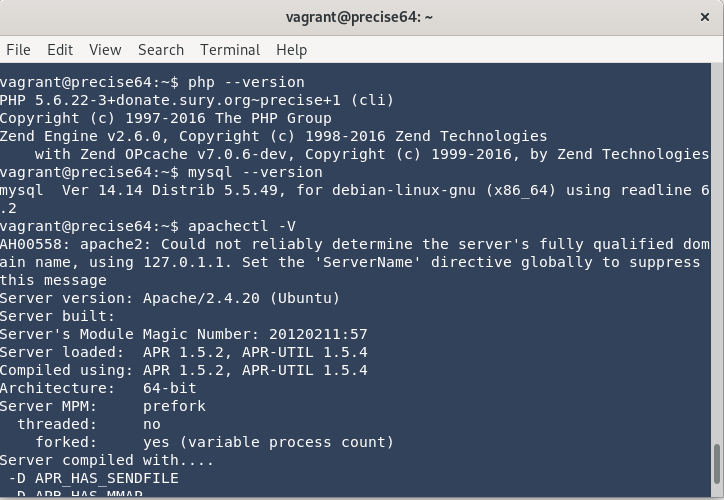 vagrant@precise64: ~
File Edit View Search Terminal Help
vagrant@precise64:~$ php --version
PHP 5.6.22-3+donate.sury.org~precise+1 (cli)
Copyright (c) 1997-2016 The PHP Group
Zend Engine v2.6.0, Copyright (c) 1998-2016 Zend Technologies
    with Zend OPcache v7.0.6-dev, Copyright (c) 1999-2016, by Zend Technologies
vagrant@precise64:~$ mysql --version
mysql  Ver 14.14 Distrib 5.5.49, for debian-linux-gnu (x86_64) using readline 6
.2
vagrant@precise64:~$ apachectl -V
AH00558: apache2: Could not reliably determine the server's fully qualified dom
ain name, using 127.0.1.1. Set the 'ServerName' directive globally to suppress
this message
Server version: Apache/2.4.20 (Ubuntu)
Server built:
Server's Module Magic Number: 20120211:57
Server loaded:  APR 1.5.2, APR-UTIL 1.5.4
Compiled using: APR 1.5.2, APR-UTIL 1.5.4
Architecture:   64-bit
Server MPM:     prefork
  threaded:     no
    forked:     yes (variable process count)
Server compiled with....
 -D APR_HAS_SENDFILE
 -D APR_HAS_MMAP